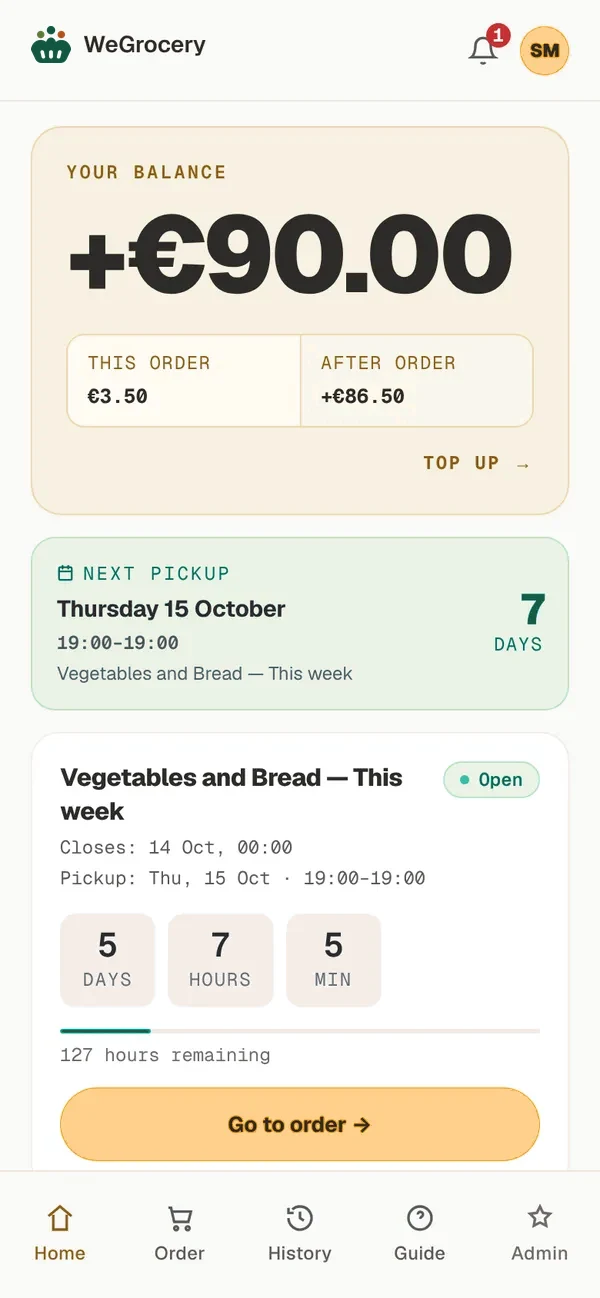 WeGrocery
1
SM
YOUR BALANCE
+€90.00
THIS ORDER
€3.50
AFTER ORDER
+€86.50
TOP UP →
NEXT PICKUP
Thursday 15 October
19:00–19:00
Vegetables and Bread — This week
7
DAYS
Vegetables and Bread — This
week
Open
Closes: 14 Oct, 00:00
Pickup: Thu, 15 Oct · 19:00–19:00
5
DAYS
7
HOURS
5
MIN
127 hours remaining
Go to order →
Home
Order
History
Guide
Admin